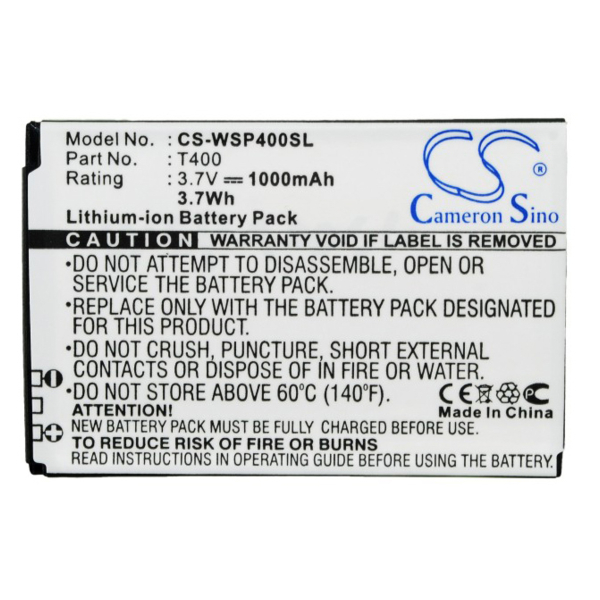 Model No. : CS-WSP400SL
Part No. : T400
Rating : 3.7V ⎓ 1000mAh
3.7Wh
Lithium-ion Battery Pack
CS
Cameron Sino
CAUTION WARRANTY VOID IF LABEL IS REMOVED
•DO NOT ATTEMPT TO DISASSEMBLE, OPEN OR
SERVICE THE BATTERY PACK.
•REPLACE ONLY WITH THE BATTERY PACK DESIGNATED
FOR THIS PRODUCT.
•DO NOT CRUSH, PUNCTURE, SHORT EXTERNAL
CONTACTS, OR DISPOSE OF IN FIRE OR WATER.
•DO NOT STORE ABOVE 60°C (140°F).
CE PC
Made In China
ATTENTION!
NEW BATTERY PACK MUST BE FULLY CHARGED BEFORE USE.
TO REDUCE RISK OF FIRE OR BURNS
READ INSTRUCTIONS IN OPERATING GUIDE BEFORE USING THE BATTERY.